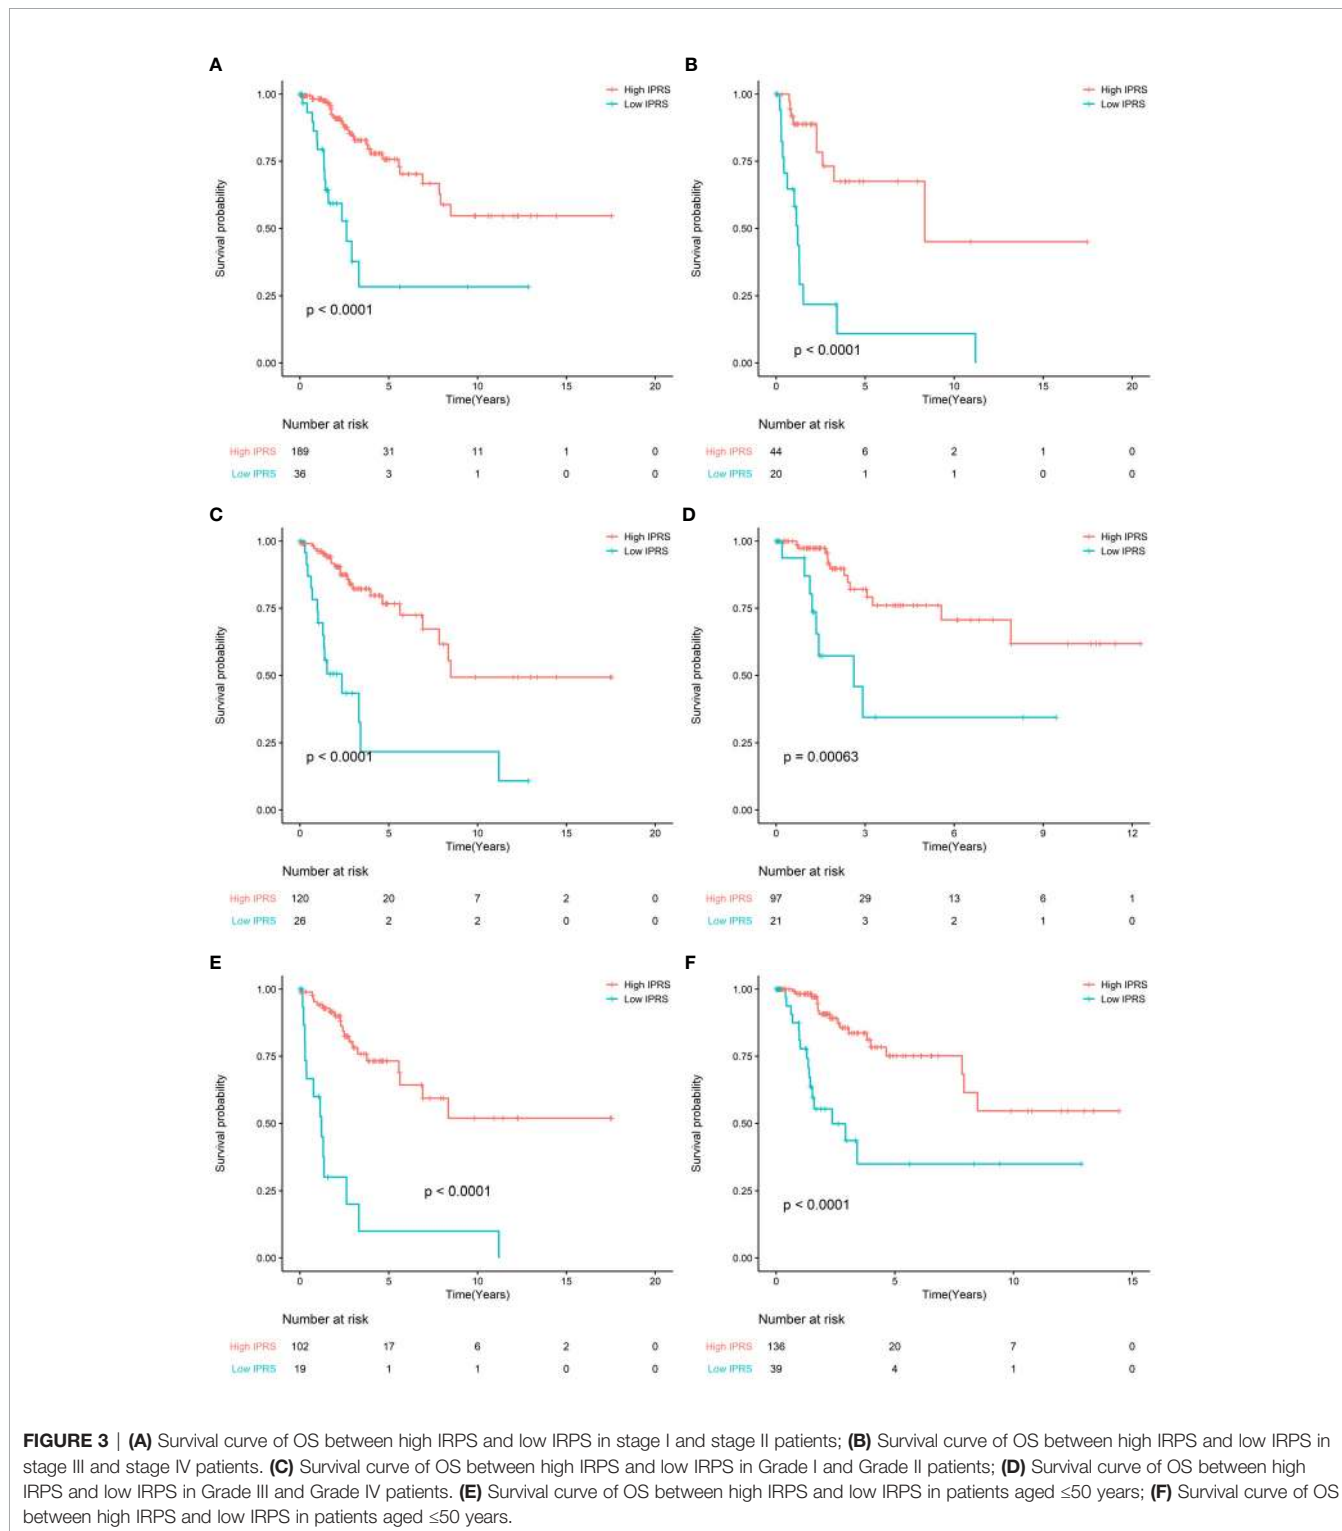 A
High IPRS
Low IPRS
1.00
0.75
0.50
0.25
0.00
Survival probability
p < 0.0001
0 5 10 15 20
Time(Years)
Number at risk
High IPRS 189 31 11 1 0
Low IPRS 36 3 1 0 0
B
High IPRS
Low IPRS
1.00
0.75
0.50
0.25
0.00
Survival probability
p < 0.0001
0 5 10 15 20
Time(Years)
Number at risk
High IPRS 44 6 2 1 0
Low IPRS 20 1 1 0 0
C
High IPRS
Low IPRS
1.00
0.75
0.50
0.25
0.00
Survival probability
p < 0.0001
0 5 10 15 20
Time(Years)
Number at risk
High IPRS 120 20 7 2 0
Low IPRS 26 2 2 0 0
D
High IPRS
Low IPRS
1.00
0.75
0.50
0.25
0.00
Survival probability
p = 0.00063
0 3 6 9 12
Time(Years)
Number at risk
High IPRS 97 29 13 6 1
Low IPRS 21 3 2 1 0
E
High IPRS
Low IPRS
1.00
0.75
0.50
0.25
0.00
Survival probability
p < 0.0001
0 5 10 15 20
Time(Years)
Number at risk
High IPRS 102 17 6 2 0
Low IPRS 19 1 1 0 0
F
High IPRS
Low IPRS
1.00
0.75
0.50
0.25
0.00
Survival probability
p < 0.0001
0 5 10 15
Time(Years)
Number at risk
High IPRS 136 20 7 0
Low IPRS 39 4 1 0
FIGURE 3 | (A) Survival curve of OS between high IRPS and low IRPS in stage I and stage II patients; (B) Survival curve of OS between high IRPS and low IRPS in
stage III and stage IV patients. (C) Survival curve of OS between high IRPS and low IRPS in Grade I and Grade II patients; (D) Survival curve of OS between high
IRPS and low IRPS in Grade III and Grade IV patients. (E) Survival curve of OS between high IRPS and low IRPS in patients aged ≤50 years; (F) Survival curve of OS
between high IRPS and low IRPS in patients aged ≤50 years.